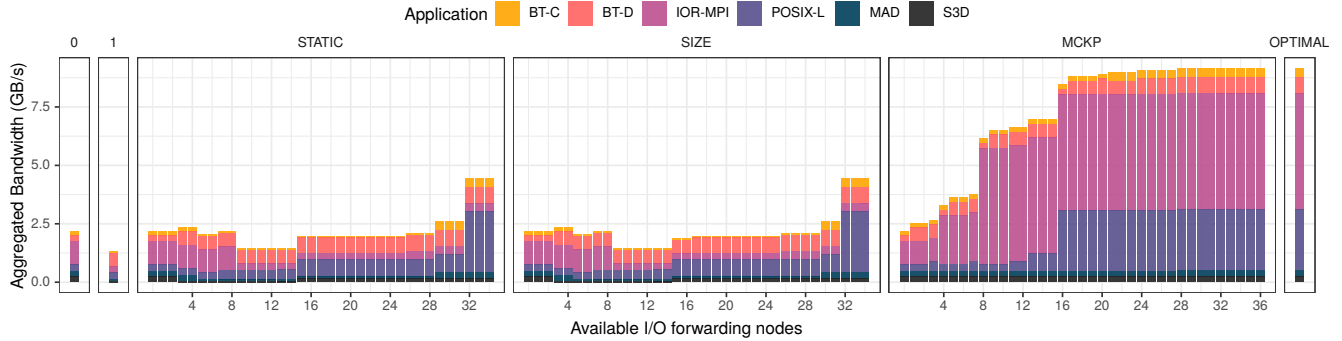 Application BT-C BT-D IOR-MPI POSIX-L MAD S3D
0 1 STATIC SIZE MCKP OPTIMAL
Aggregated Bandwidth (GB/s)
7.5
5.0
2.5
0.0
4 8 12 16 20 24 28 32 4 8 12 16 20 24 28 32 0 4 8 12 16 20 24 28 32 36
Available I/O forwarding nodes